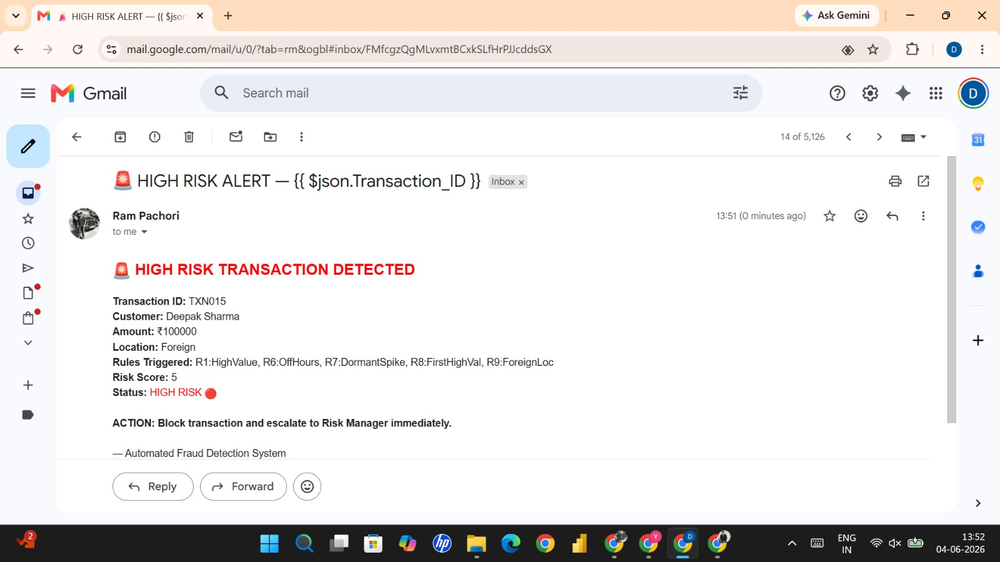 HIGH RISK ALERT — {{ $json
Ask Gemini
mail.google.com/mail/u/0/?tab=rm&ogbl#inbox/FMfcgzQgMLvxmtBCxkSLfHrPJJcddsGX
D
Gmail
Search mail
D
14 of 5,126
31
HIGH RISK ALERT — {{ $json.Transaction_ID }}
Inbox ×
Ram Pachori
13:51 (0 minutes ago)
to me
HIGH RISK TRANSACTION DETECTED
Transaction ID: TXN015
Customer: Deepak Sharma
Amount: ₹100000
Location: Foreign
Rules Triggered: R1:HighValue, R6:OffHours, R7:DormantSpike, R8:FirstHighVal, R9:ForeignLoc
Risk Score: 5
Status: HIGH RISK
ACTION: Block transaction and escalate to Risk Manager immediately.
— Automated Fraud Detection System
Reply
Forward
2
hp
Y
D
ENG
IN
13:52
04-06-2026